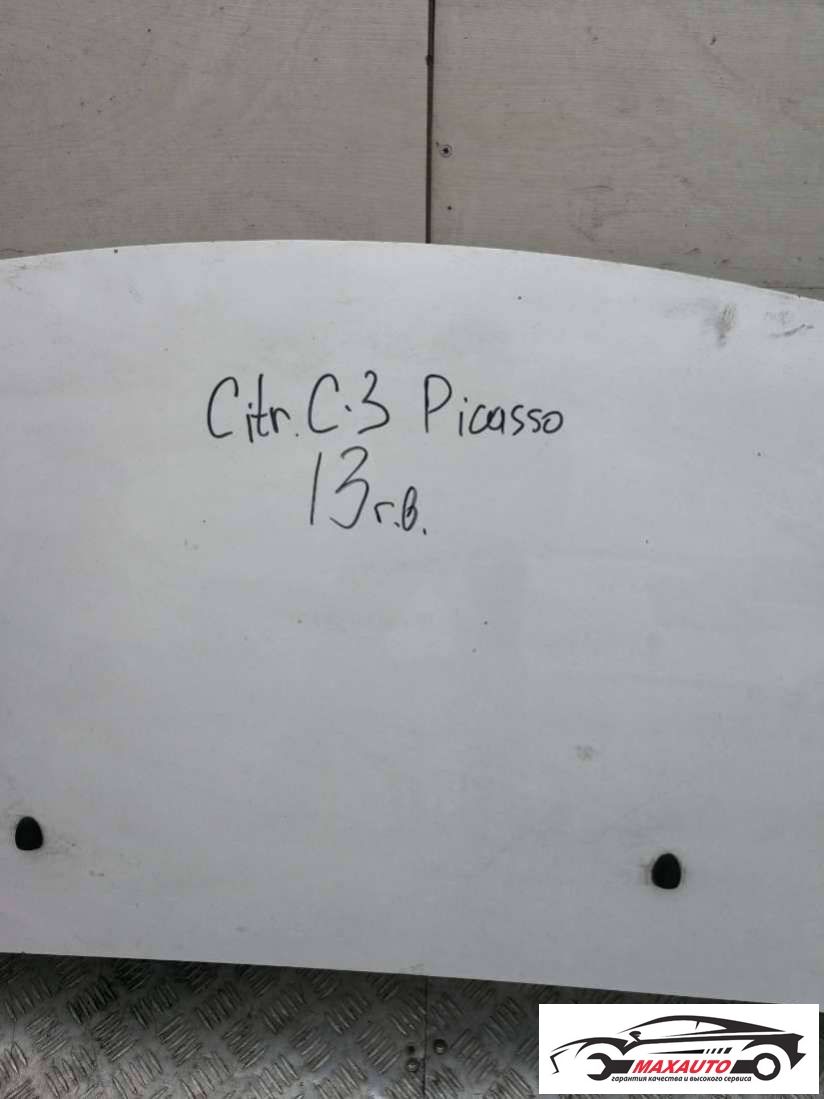 Citr. C.3 Picasso
13 г.в.
MAXAUTO
гарантия качества и высокого сервиса